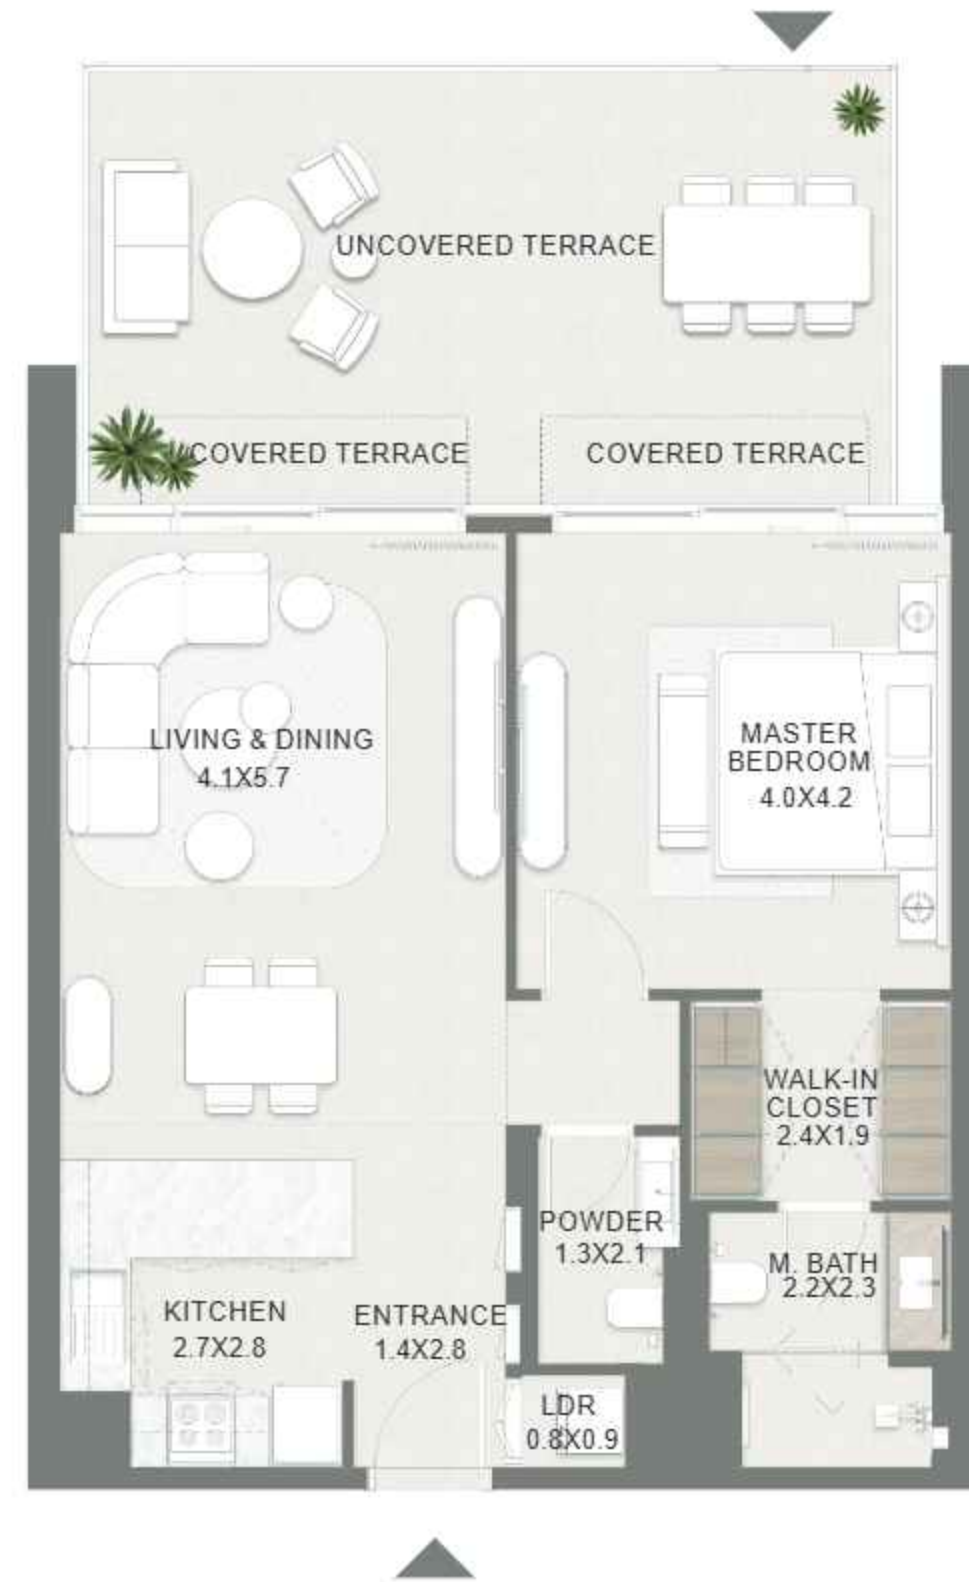 UNCOVERED TERRACE
COVERED TERRACE
COVERED TERRACE
LIVING & DINING
4.1X5.7
MASTER
BEDROOM
4.0X4.2
WALK-IN
CLOSET
2.4X1.9
POWDER
1.3X2.1
M. BATH
2.2X2.3
KITCHEN
2.7X2.8
ENTRANCE
1.4X2.8
LDR
0.8X0.9